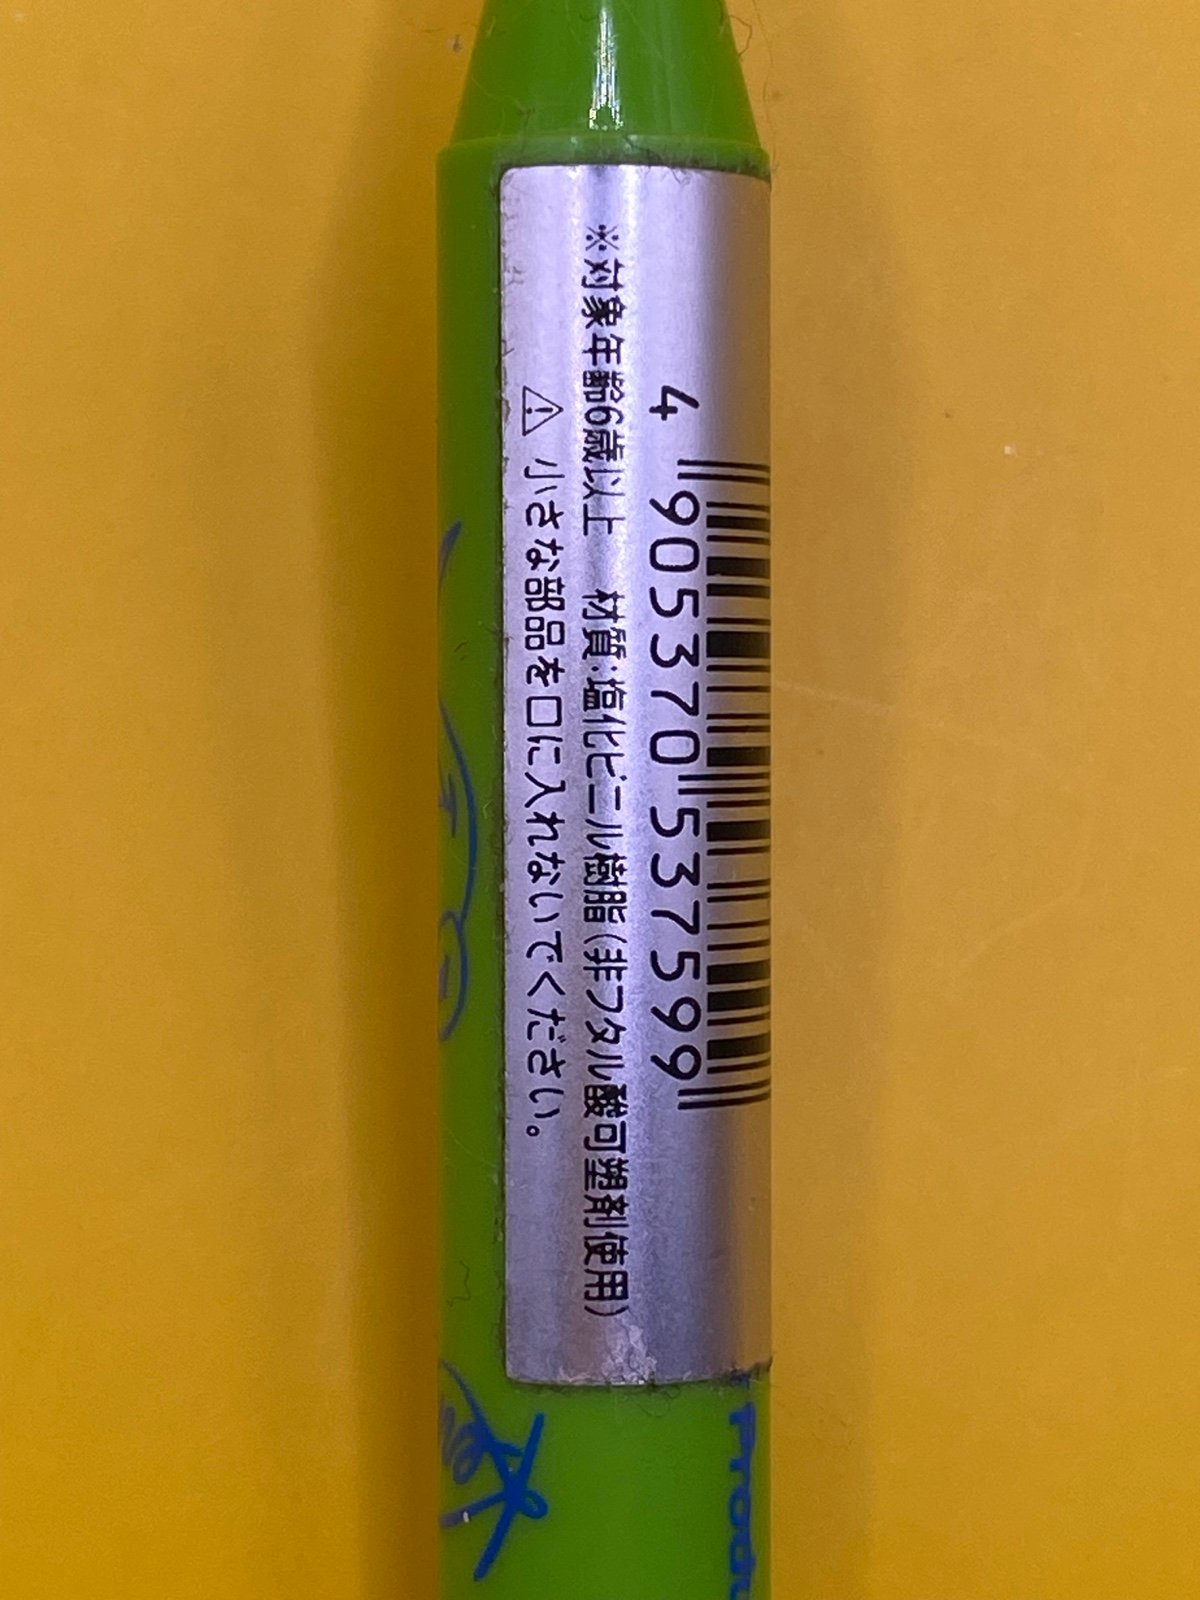 4 905370 537599
※対象年齢6歳以上 材質:塩化ビニル樹脂(非フタル酸可塑剤使用)
⚠ 小さな部品を口に入れないでください。